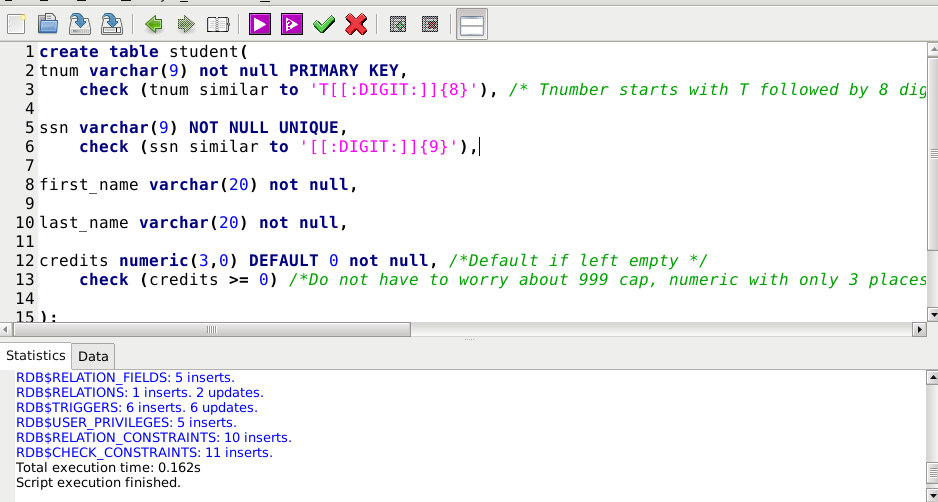 1 create table student(
2 tnum varchar(9) not null PRIMARY KEY,
3 check (tnum similar to 'T[[:DIGIT:]]{8}'), /* Tnumber starts with T followed by 8 dig
4
5 ssn varchar(9) NOT NULL UNIQUE,
6 check (ssn similar to '[[:DIGIT:]]{9}'),
7
8 first_name varchar(20) not null,
9
10 last_name varchar(20) not null,
11
12 credits numeric(3,0) DEFAULT 0 not null, /*Default if left empty */
13 check (credits >= 0) /*Do not have to worry about 999 cap, numeric with only 3 places
14
15 );
Statistics Data
RDB$RELATION_FIELDS: 5 inserts.
RDB$RELATIONS: 1 inserts. 2 updates.
RDB$TRIGGERS: 6 inserts. 6 updates.
RDB$USER_PRIVILEGES: 5 inserts.
RDB$RELATION_CONSTRAINTS: 10 inserts.
RDB$CHECK_CONSTRAINTS: 11 inserts.
Total execution time: 0.162s
Script execution finished.